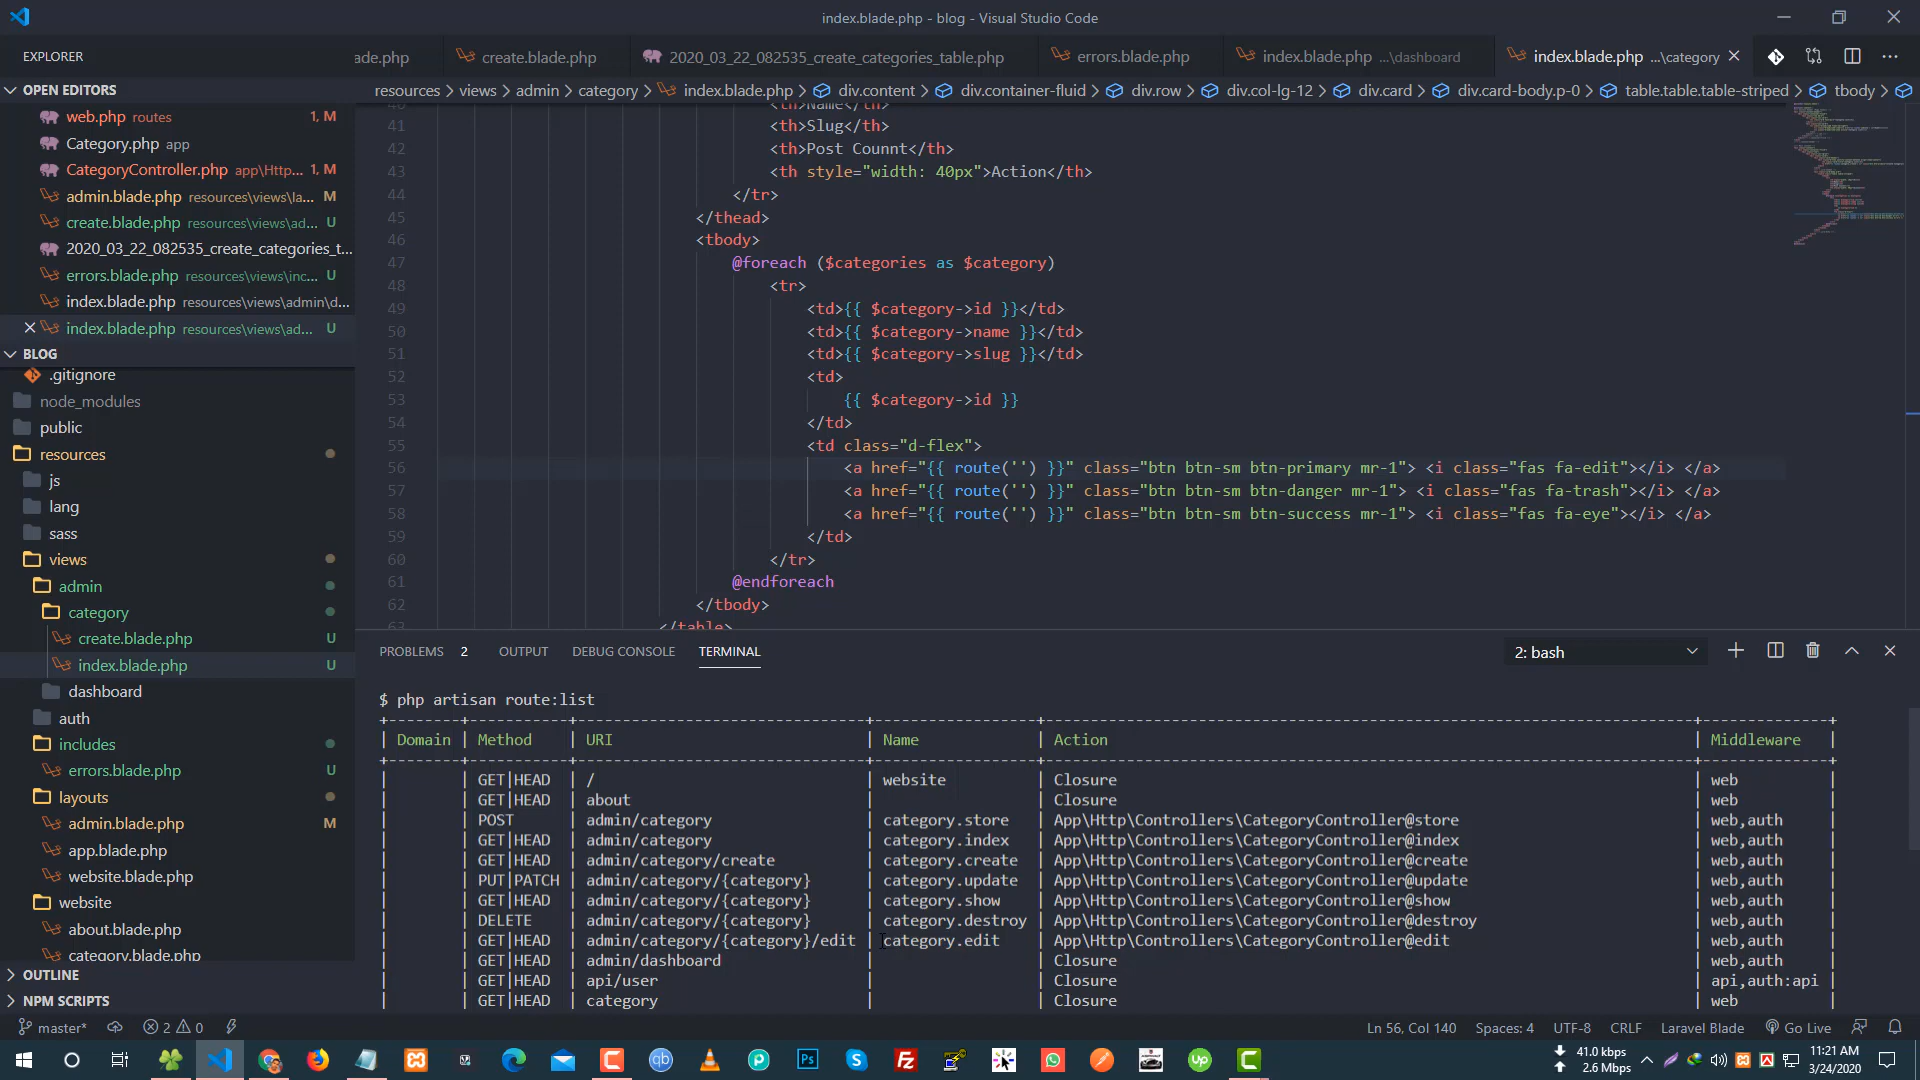 index.blade.php - blog - Visual Studio Code
EXPLORER
ade.php
create.blade.php
2020_03_22_082535_create_categories_table.php
errors.blade.php
index.blade.php ...\dashboard
index.blade.php ...\category
OPEN EDITORS
web.php routes 1, M
Category.php app
CategoryController.php app\Http... 1, M
admin.blade.php resources\views\la... M
create.blade.php resources\views\ad... U
2020_03_22_082535_create_categories_t...
errors.blade.php resources\views\inc... U
index.blade.php resources\views\admin\d...
index.blade.php resources\views\ad... U
BLOG
.gitignore
node_modules
public
resources
js
lang
sass
views
admin
category
create.blade.php U
index.blade.php U
dashboard
auth
includes
errors.blade.php U
layouts
admin.blade.php M
app.blade.php
website.blade.php
website
about.blade.php
category.blade.php
OUTLINE
NPM SCRIPTS
resources > views > admin > category > index.blade.php > div.content > div.container-fluid > div.row > div.col-lg-12 > div.card > div.card-body.p-0 > table.table.table-striped > tbody >
40 <th>Name</th>
41 <th>Slug</th>
42 <th>Post Counnt</th>
43 <th style="width: 40px">Action</th>
44 </tr>
45 </thead>
46 <tbody>
47 @foreach ($categories as $category)
48 <tr>
49 <td>{{ $category->id }}</td>
50 <td>{{ $category->name }}</td>
51 <td>{{ $category->slug }}</td>
52 <td>
53 {{ $category->id }}
54 </td>
55 <td class="d-flex">
56 <a href="{{ route('') }}" class="btn btn-sm btn-primary mr-1"> <i class="fas fa-edit"></i> </a>
57 <a href="{{ route('') }}" class="btn btn-sm btn-danger mr-1"> <i class="fas fa-trash"></i> </a>
58 <a href="{{ route('') }}" class="btn btn-sm btn-success mr-1"> <i class="fas fa-eye"></i> </a>
59 </td>
60 </tr>
61 @endforeach
62 </tbody>
63 </table>
PROBLEMS 2 OUTPUT DEBUG CONSOLE TERMINAL 2: bash
$ php artisan route:list
+--------+-----------+
| Domain | Method | URI | Name | Action | Middleware |
| | GET|HEAD | / | website | Closure | web |
| | GET|HEAD | about | | Closure | web |
| | POST | admin/category | category.store | App\Http\Controllers\CategoryController@store | web,auth |
| | GET|HEAD | admin/category | category.index | App\Http\Controllers\CategoryController@index | web,auth |
| | GET|HEAD | admin/category/create | category.create | App\Http\Controllers\CategoryController@create | web,auth |
| | PUT|PATCH | admin/category/{category} | category.update | App\Http\Controllers\CategoryController@update | web,auth |
| | GET|HEAD | admin/category/{category} | category.show | App\Http\Controllers\CategoryController@show | web,auth |
| | DELETE | admin/category/{category} | category.destroy | App\Http\Controllers\CategoryController@destroy | web,auth |
| | GET|HEAD | admin/category/{category}/edit | category.edit | App\Http\Controllers\CategoryController@edit | web,auth |
| | GET|HEAD | admin/dashboard | | Closure | web,auth |
| | GET|HEAD | api/user | | Closure | api,auth:api |
| | GET|HEAD | category | | Closure | web |
master* 2 0 Ln 56, Col 140 Spaces: 4 UTF-8 CRLF Laravel Blade Go Live
41.0 kbps
2.6 Mbps
11:21 AM
3/24/2020